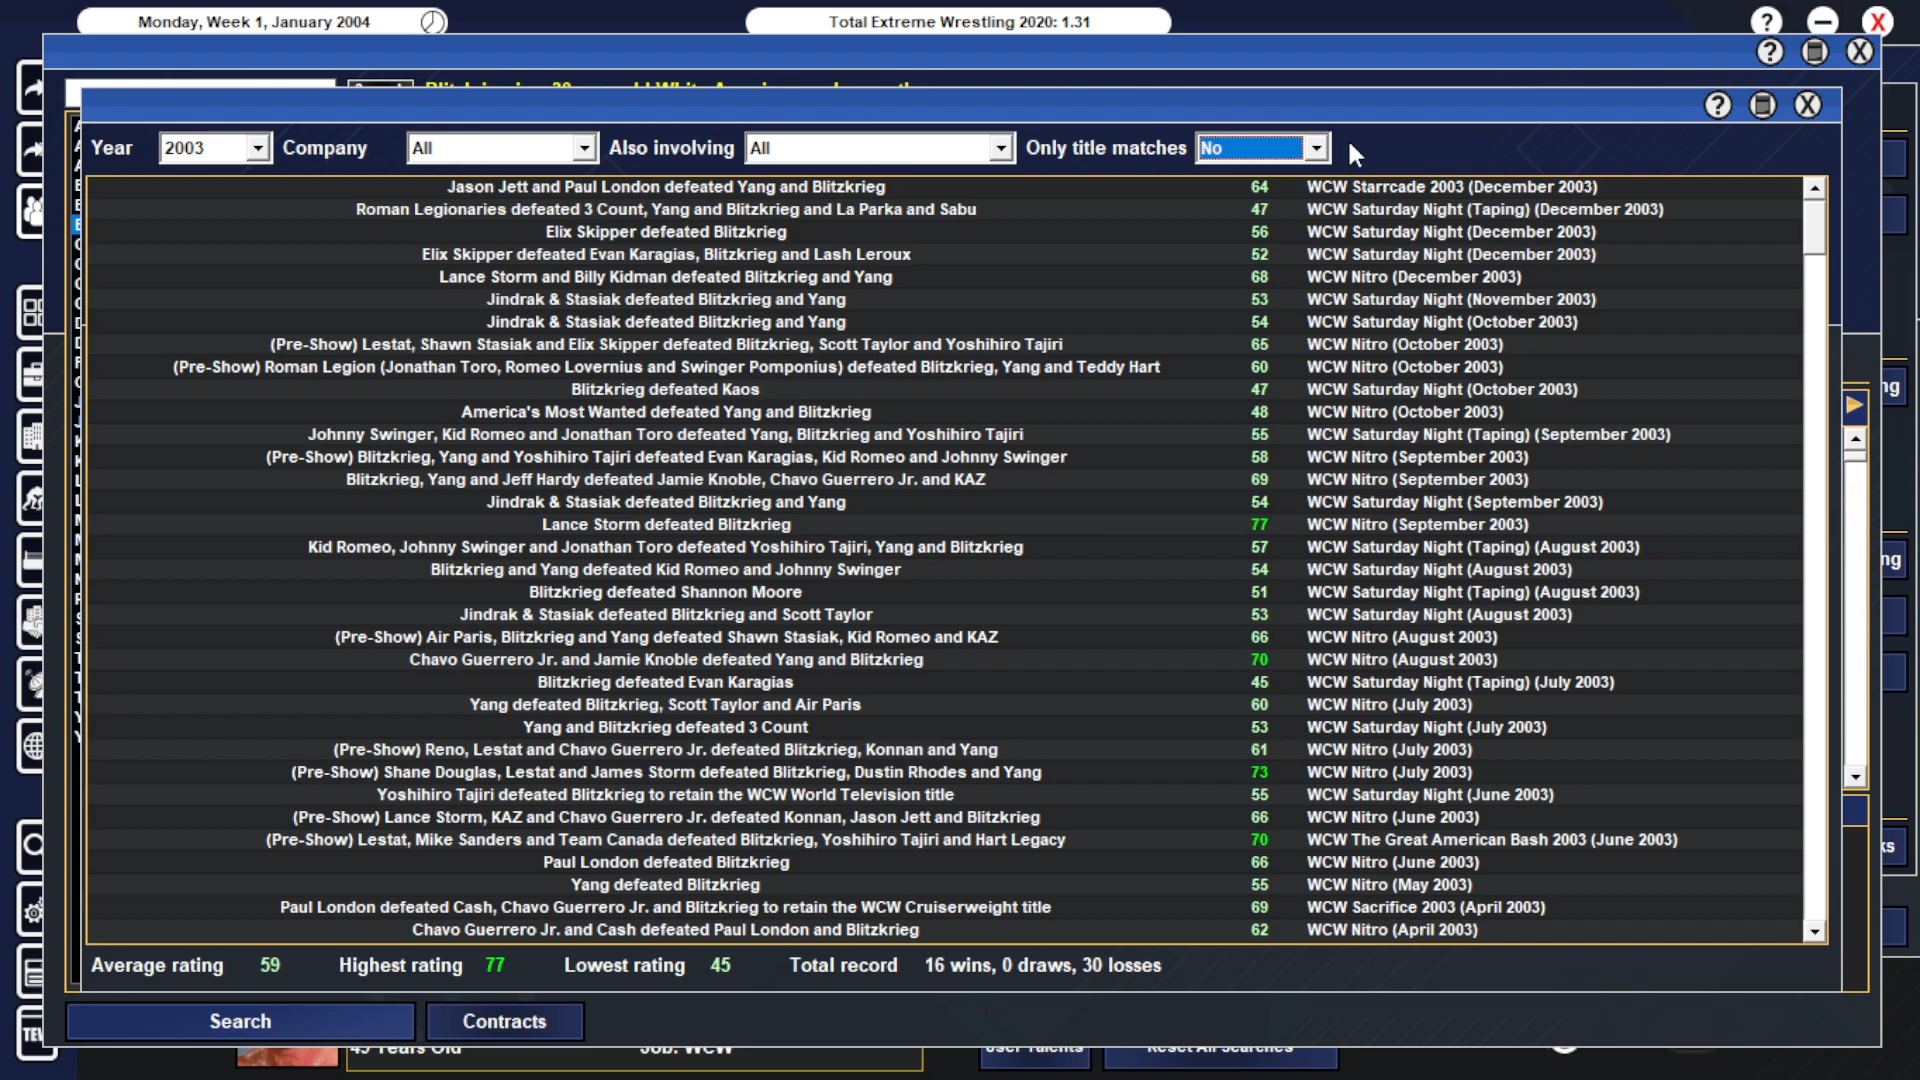 Monday, Week 1, January 2004
Total Extreme Wrestling 2020: 1.31
Year 2003 Company All Also involving All Only title matches No
Jason Jett and Paul London defeated Yang and Blitzkrieg 64 WCW Starrcade 2003 (December 2003)
Roman Legionaries defeated 3 Count, Yang and Blitzkrieg and La Parka and Sabu 47 WCW Saturday Night (Taping) (December 2003)
Elix Skipper defeated Blitzkrieg 56 WCW Saturday Night (December 2003)
Elix Skipper defeated Evan Karagias, Blitzkrieg and Lash Leroux 52 WCW Saturday Night (December 2003)
Lance Storm and Billy Kidman defeated Blitzkrieg and Yang 68 WCW Nitro (December 2003)
Jindrak & Stasiak defeated Blitzkrieg and Yang 53 WCW Saturday Night (November 2003)
Jindrak & Stasiak defeated Blitzkrieg and Yang 54 WCW Saturday Night (October 2003)
(Pre-Show) Lestat, Shawn Stasiak and Elix Skipper defeated Blitzkrieg, Scott Taylor and Yoshihiro Tajiri 65 WCW Nitro (October 2003)
(Pre-Show) Roman Legion (Jonathan Toro, Romeo Lovernius and Swinger Pomponius) defeated Blitzkrieg, Yang and Teddy Hart 60 WCW Nitro (October 2003)
Blitzkrieg defeated Kaos 47 WCW Saturday Night (October 2003)
America's Most Wanted defeated Yang and Blitzkrieg 48 WCW Nitro (October 2003)
Johnny Swinger, Kid Romeo and Jonathan Toro defeated Yang, Blitzkrieg and Yoshihiro Tajiri 55 WCW Saturday Night (Taping) (September 2003)
(Pre-Show) Blitzkrieg, Yang and Yoshihiro Tajiri defeated Evan Karagias, Kid Romeo and Johnny Swinger 58 WCW Nitro (September 2003)
Blitzkrieg, Yang and Jeff Hardy defeated Jamie Knoble, Chavo Guerrero Jr. and KAZ 69 WCW Nitro (September 2003)
Jindrak & Stasiak defeated Blitzkrieg and Yang 54 WCW Saturday Night (September 2003)
Lance Storm defeated Blitzkrieg 77 WCW Nitro (September 2003)
Kid Romeo, Johnny Swinger and Jonathan Toro defeated Yoshihiro Tajiri, Yang and Blitzkrieg 57 WCW Saturday Night (Taping) (August 2003)
Blitzkrieg and Yang defeated Kid Romeo and Johnny Swinger 54 WCW Saturday Night (August 2003)
Blitzkrieg defeated Shannon Moore 51 WCW Saturday Night (Taping) (August 2003)
Jindrak & Stasiak defeated Blitzkrieg and Scott Taylor 53 WCW Saturday Night (August 2003)
(Pre-Show) Air Paris, Blitzkrieg and Yang defeated Shawn Stasiak, Kid Romeo and KAZ 66 WCW Nitro (August 2003)
Chavo Guerrero Jr. and Jamie Knoble defeated Yang and Blitzkrieg 70 WCW Nitro (August 2003)
Blitzkrieg defeated Evan Karagias 45 WCW Saturday Night (Taping) (July 2003)
Yang defeated Blitzkrieg, Scott Taylor and Air Paris 60 WCW Nitro (July 2003)
Yang and Blitzkrieg defeated 3 Count 53 WCW Saturday Night (July 2003)
(Pre-Show) Reno, Lestat and Chavo Guerrero Jr. defeated Blitzkrieg, Konnan and Yang 61 WCW Nitro (July 2003)
(Pre-Show) Shane Douglas, Lestat and James Storm defeated Blitzkrieg, Dustin Rhodes and Yang 73 WCW Nitro (July 2003)
Yoshihiro Tajiri defeated Blitzkrieg to retain the WCW World Television title 55 WCW Saturday Night (June 2003)
(Pre-Show) Lance Storm, KAZ and Chavo Guerrero Jr. defeated Konnan, Jason Jett and Blitzkrieg 66 WCW Nitro (June 2003)
(Pre-Show) Lestat, Mike Sanders and Team Canada defeated Blitzkrieg, Yoshihiro Tajiri and Hart Legacy 70 WCW The Great American Bash 2003 (June 2003)
Paul London defeated Blitzkrieg 66 WCW Nitro (June 2003)
Yang defeated Blitzkrieg 55 WCW Nitro (May 2003)
Paul London defeated Cash, Chavo Guerrero Jr. and Blitzkrieg to retain the WCW Cruiserweight title 69 WCW Sacrifice 2003 (April 2003)
Chavo Guerrero Jr. and Cash defeated Paul London and Blitzkrieg 62 WCW Nitro (April 2003)
Average rating 59 Highest rating 77 Lowest rating 45 Total record 16 wins, 0 draws, 30 losses
Search Contracts